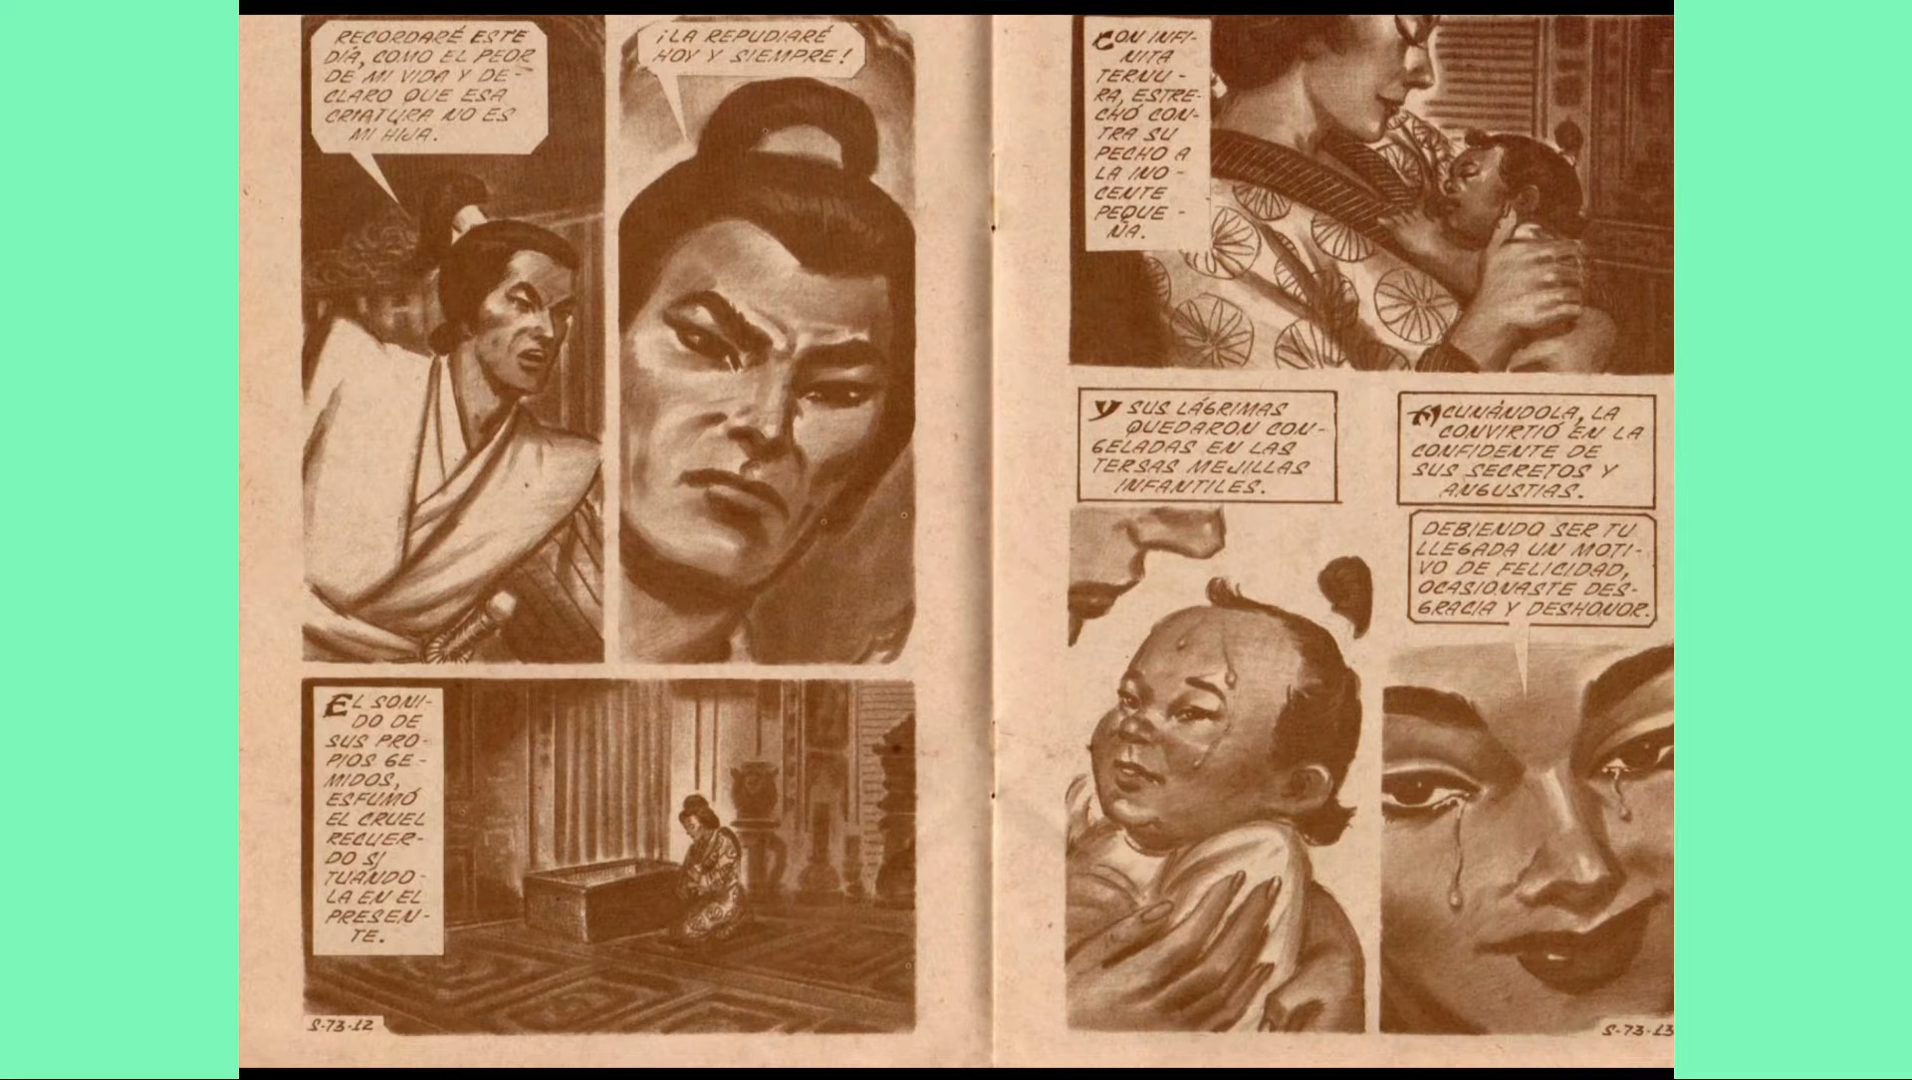 RECORDARÉ ESTE
DÍA, COMO EL PEOR
DE MI VIDA Y DE-
CLARO QUE ESA
CRIATURA NO ES
MI HIJA.
¡LA REPUDIARÉ
HOY Y SIEMPRE!
EL SONI-
DO DE
SUS PRO-
PIOS GE-
MIDOS,
ESFUMÓ
EL CRUEL
RECUER-
DO SI
TUANDO-
LA EN EL
PRESEN-
TE.
S-73-12
CON INFI-
NITA
TERNU-
RA, ESTRE-
CHÓ CON-
TRA SU
PECHO A
LA INO-
CENTE
PEQUE-
ÑA.
Y SUS LÁGRIMAS
QUEDARON CON-
GELADAS EN LAS
TERSAS MEJILLAS
INFANTILES.
ACUNÁNDOLA, LA
CONVIRTIÓ EN LA
CONFIDENTE DE
SUS SECRETOS Y
ANGUSTIAS.
DEBIENDO SER TU
LLEGADA UN MOTI-
VO DE FELICIDAD,
OCASIONASTE DES-
GRACIA Y DESHONOR.
S-73-13